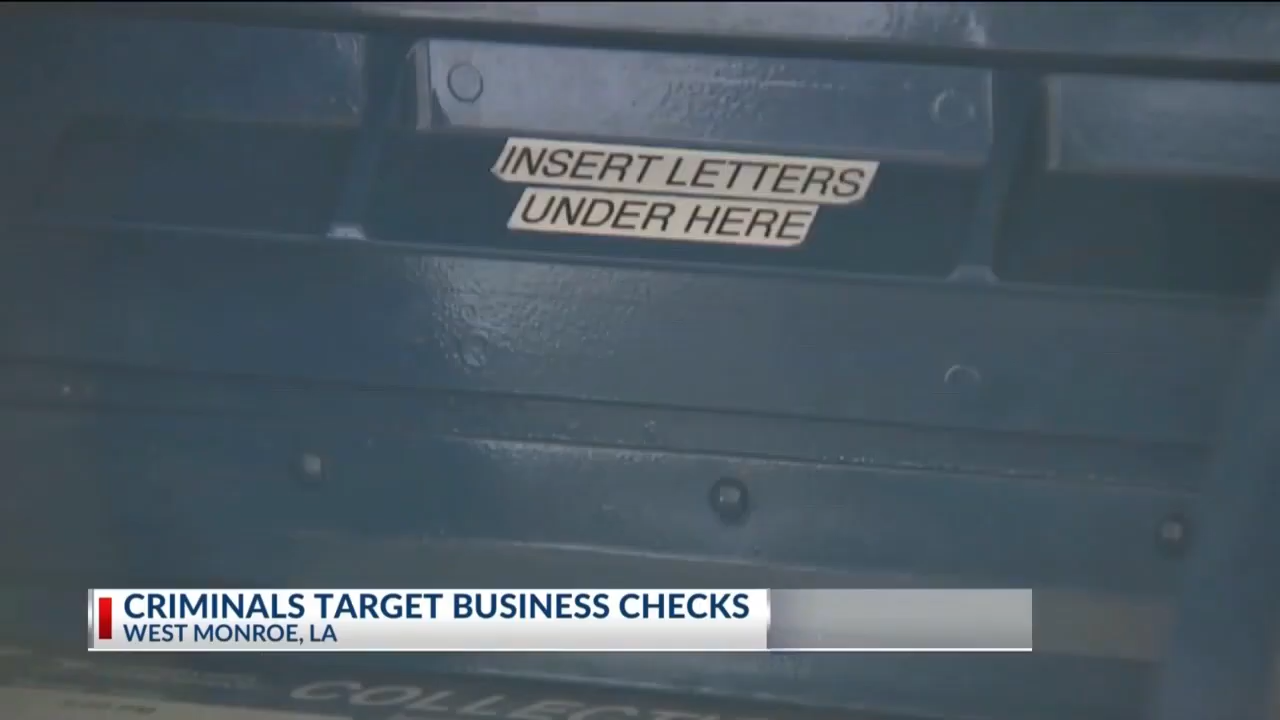 INSERT LETTERS
UNDER HERE
CRIMINALS TARGET BUSINESS CHECKS
WEST MONROE, LA